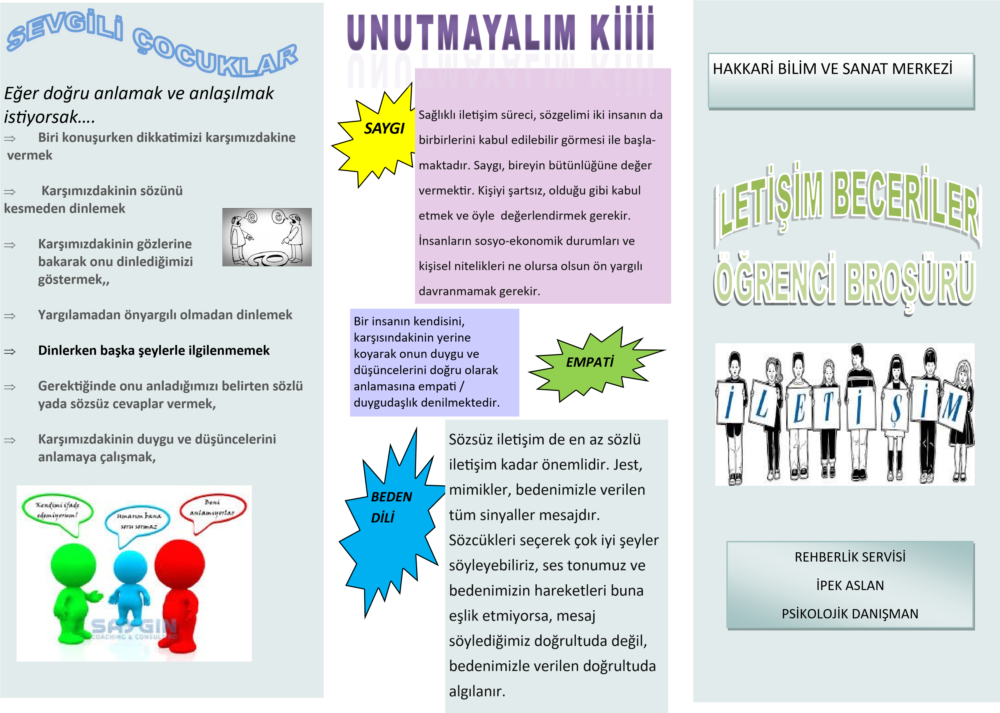 SEVGİLİ ÇOCUKLAR
Eğer doğru anlamak ve anlaşılmak
istiyorsak....
⇒ Biri konuşurken dikkatimizi karşımızdakine
vermek
⇒ Karşımızdakinin sözünü
kesmeden dinlemek
⇒ Karşımızdakinin gözlerine
bakarak onu dinlediğimizi
göstermek,,
⇒ Yargılamadan önyargılı olmadan dinlemek
⇒ Dinlerken başka şeylerle ilgilenmemek
⇒ Gerektiğinde onu anladığımızı belirten sözlü
yada sözsüz cevaplar vermek,
⇒ Karşımızdakinin duygu ve düşüncelerini
anlamaya çalışmak,
Kendimi ifade
edemiyorum!
Umarım bana
soru sormaz
Beni
anlamıyorlar
SAYGIN
COACHING & CONSULTING
UNUTMAYALIM Kİİİİ
SAYGI
Sağlıklı iletişim süreci, sözgelimi iki insanın da
birbirlerini kabul edilebilir görmesi ile başla-
maktadır. Saygı, bireyin bütünlüğüne değer
vermektir. Kişiyi şartsız, olduğu gibi kabul
etmek ve öyle  değerlendirmek gerekir.
İnsanların sosyo-ekonomik durumları ve
kişisel nitelikleri ne olursa olsun ön yargılı
davranmamak gerekir.
Bir insanın kendisini,
karşısındakinin yerine
koyarak onun duygu ve
düşüncelerini doğru olarak
anlamasına empati /
duygudaşlık denilmektedir.
EMPATİ
BEDEN
DİLİ
Sözsüz iletişim de en az sözlü
iletişim kadar önemlidir. Jest,
mimikler, bedenimizle verilen
tüm sinyaller mesajdır.
Sözcükleri seçerek çok iyi şeyler
söyleyebiliriz, ses tonumuz ve
bedenimizin hareketleri buna
eşlik etmiyorsa, mesaj
söylediğimiz doğrultuda değil,
bedenimizle verilen doğrultuda
algılanır.
HAKKARİ BİLİM VE SANAT MERKEZİ
İLETİŞİM BECERİLERİ
ÖĞRENCİ BROŞÜRÜ
İLETİŞİM
REHBERLİK SERVİSİ
İPEK ASLAN
PSİKOLOJİK DANIŞMAN